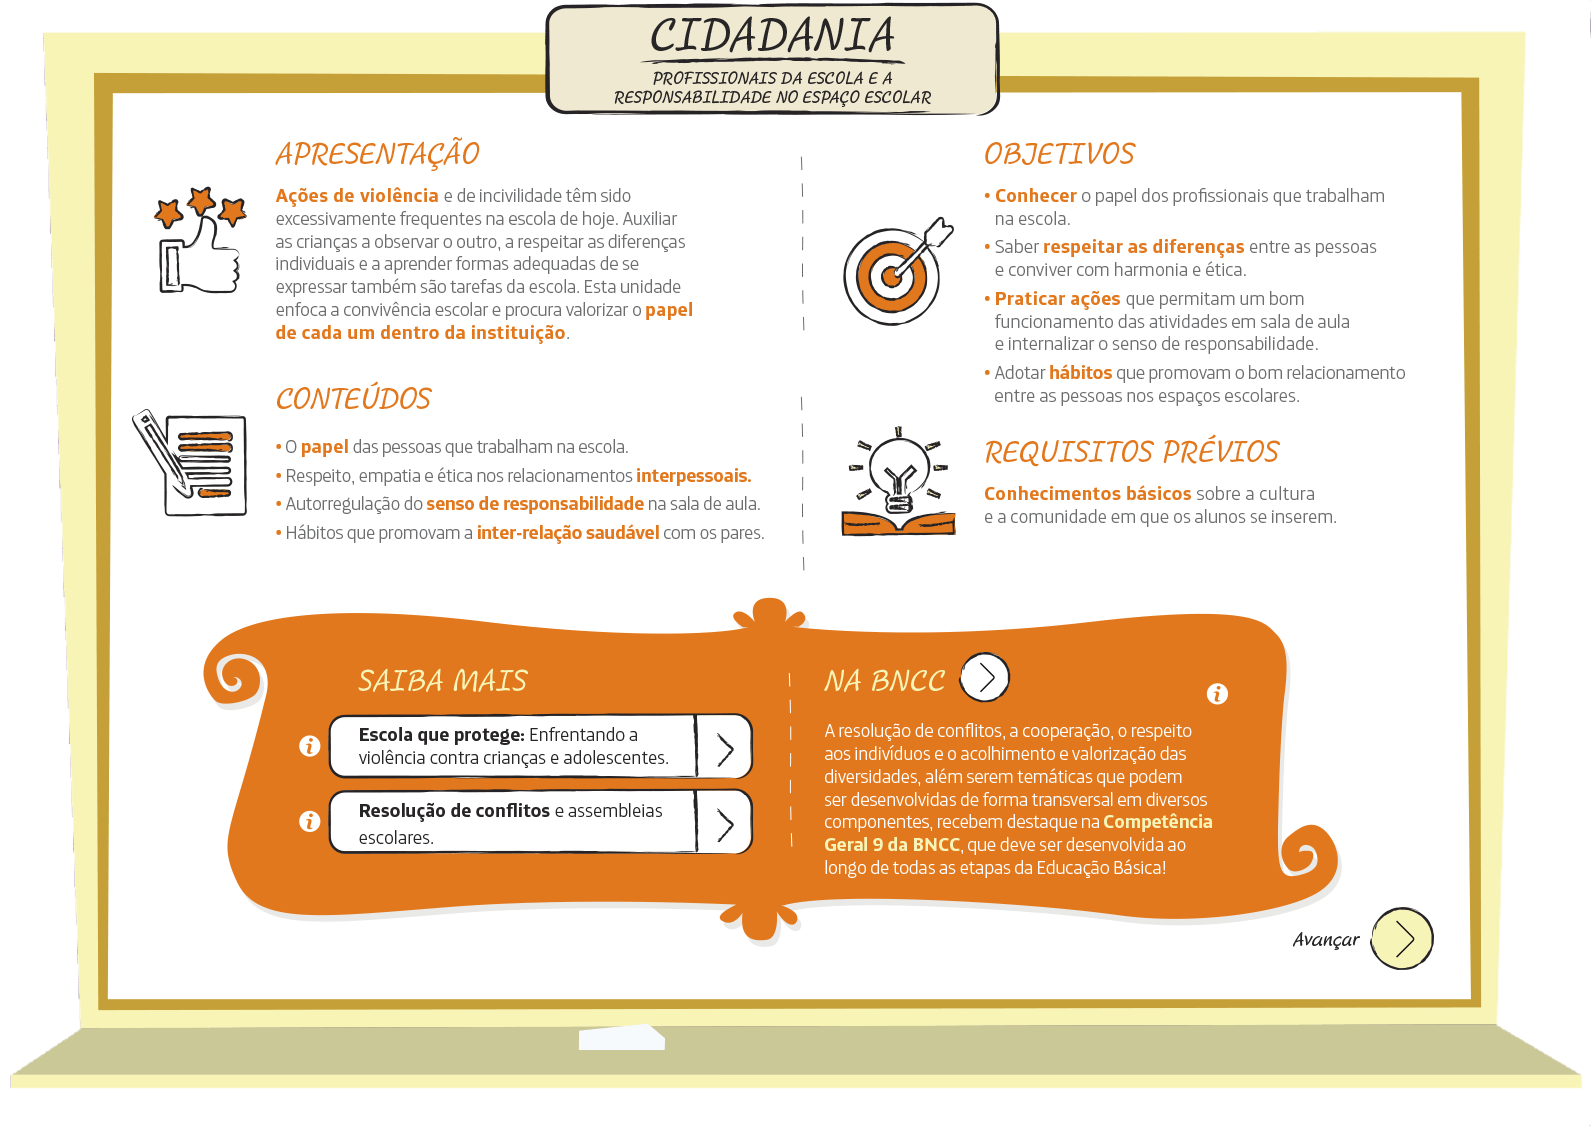 CIDADANIA
PROFISSIONAIS DA ESCOLA E A
RESPONSABILIDADE NO ESPAÇO ESCOLAR
APRESENTAÇÃO
Ações de violência e de incivilidade têm sido
excessivamente frequentes na escola de hoje. Auxiliar
as crianças a observar o outro, a respeitar as diferenças
individuais e a aprender formas adequadas de se
expressar também são tarefas da escola. Esta unidade
enfoca a convivência escolar e procura valorizar o papel
de cada um dentro da instituição.
CONTEÚDOS
• O papel das pessoas que trabalham na escola.
• Respeito, empatia e ética nos relacionamentos interpessoais.
• Autorregulação do senso de responsabilidade na sala de aula.
• Hábitos que promovam a inter-relação saudável com os pares.
OBJETIVOS
• Conhecer o papel dos profissionais que trabalham
na escola.
• Saber respeitar as diferenças entre as pessoas
e conviver com harmonia e ética.
• Praticar ações que permitam um bom
funcionamento das atividades em sala de aula
e internalizar o senso de responsabilidade.
• Adotar hábitos que promovam o bom relacionamento
entre as pessoas nos espaços escolares.
REQUISITOS PRÉVIOS
Conhecimentos básicos sobre a cultura
e a comunidade em que os alunos se inserem.
SAIBA MAIS
i
Escola que protege: Enfrentando a
violência contra crianças e adolescentes.
i
Resolução de conflitos e assembleias
escolares.
NA BNCC
i
A resolução de conflitos, a cooperação, o respeito
aos indivíduos e o acolhimento e valorização das
diversidades, além serem temáticas que podem
ser desenvolvidas de forma transversal em diversos
componentes, recebem destaque na Competência
Geral 9 da BNCC, que deve ser desenvolvida ao
longo de todas as etapas da Educação Básica!
Avançar